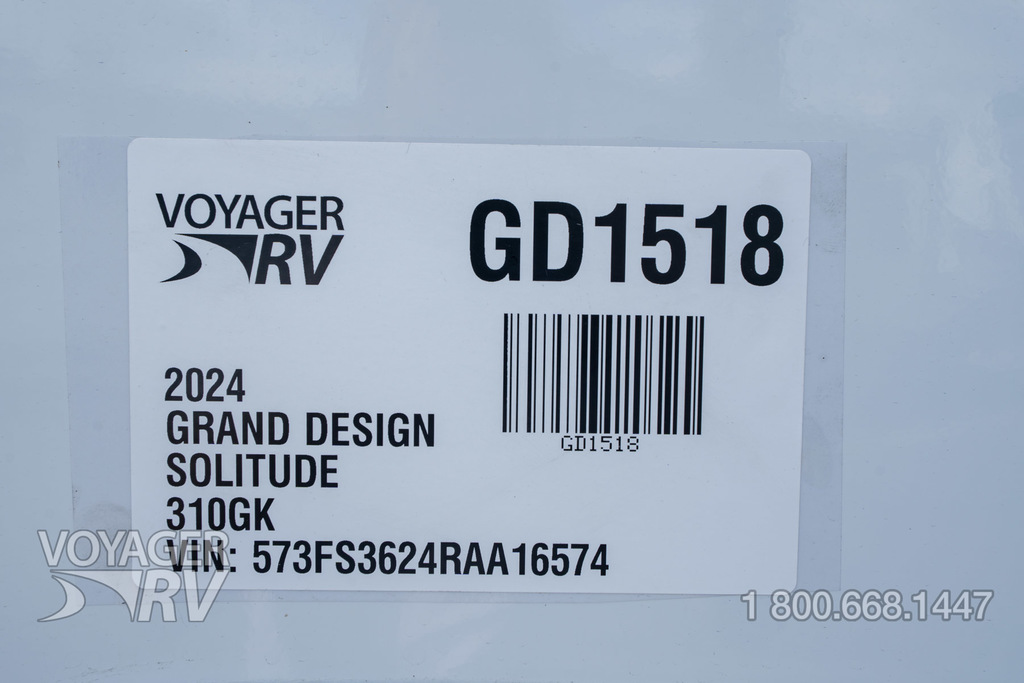 VOYAGER
RV
GD1518
GD1518
2024
GRAND DESIGN
SOLITUDE
310GK
VIN: 573FS3624RAA16574
VOYAGER
RV
1 800.668.1447